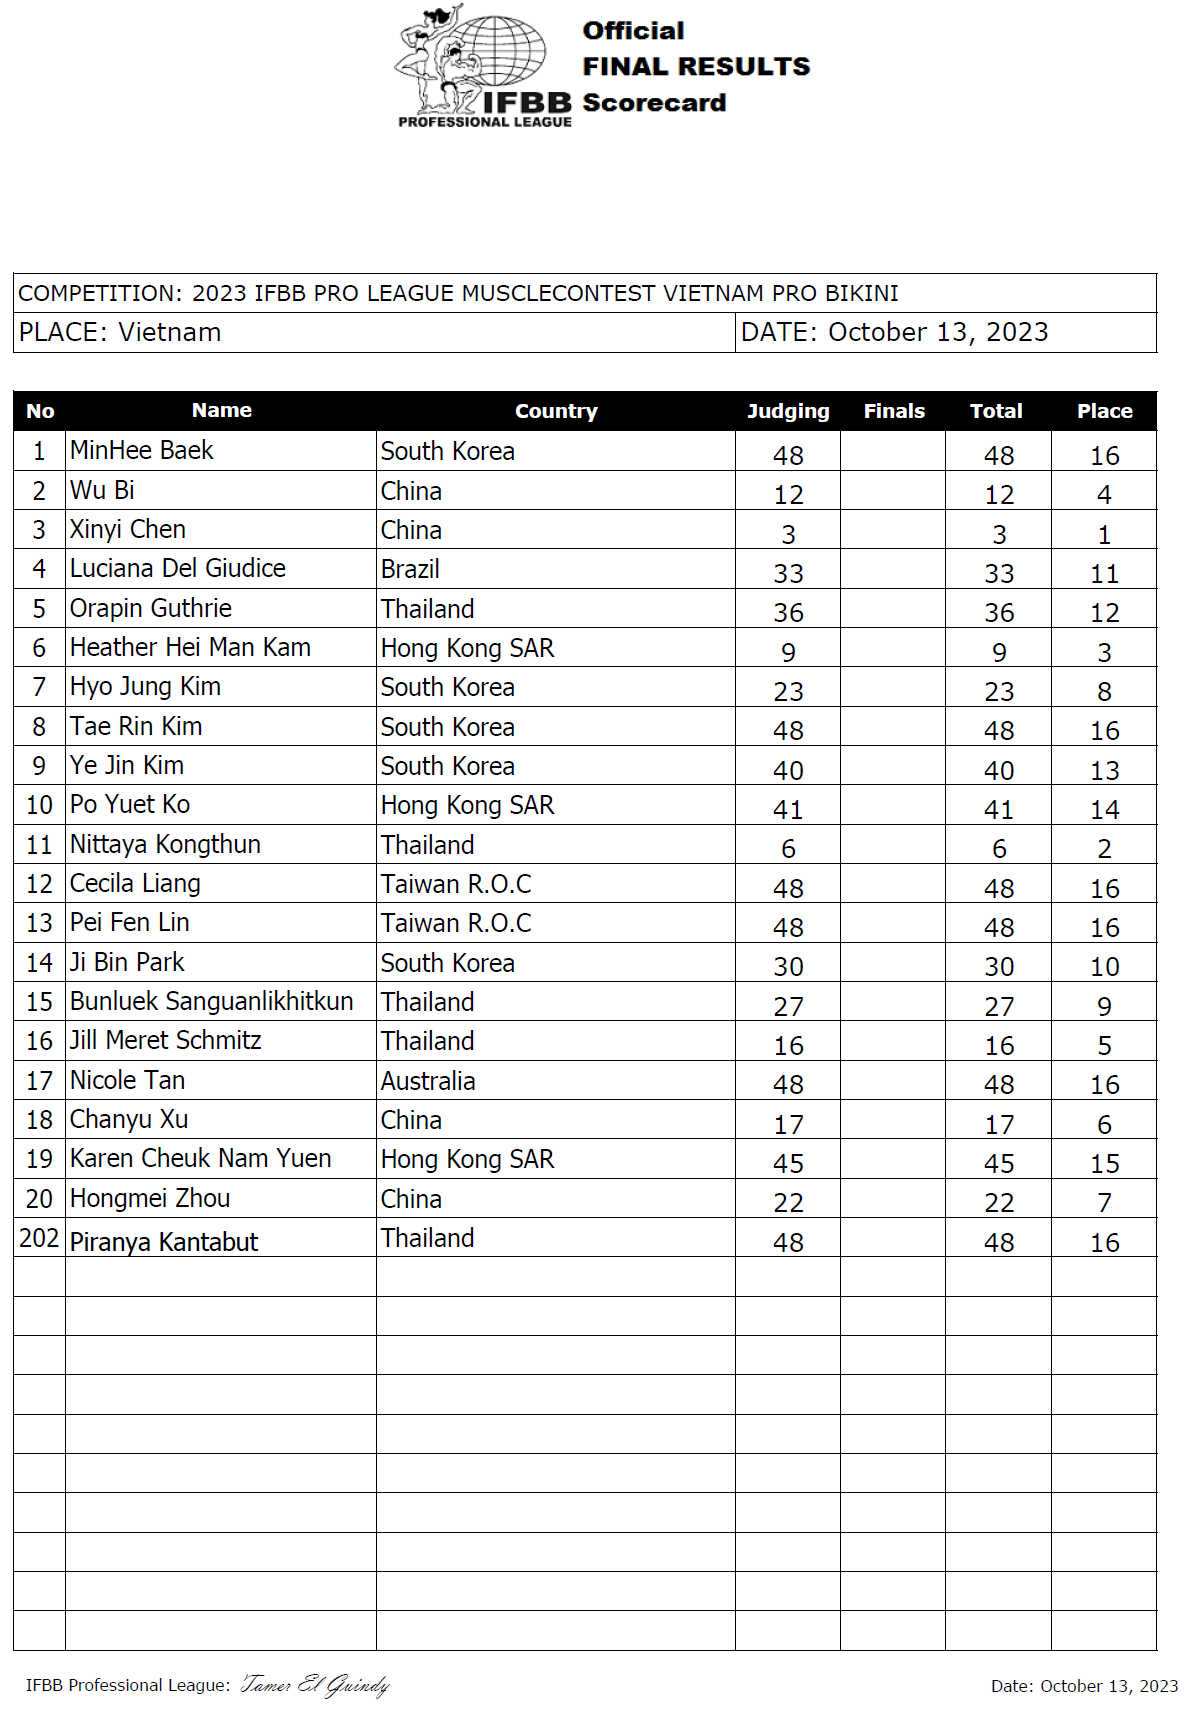 Official
FINAL RESULTS
Scorecard
IFBB
PROFESSIONAL LEAGUE
COMPETITION: 2023 IFBB PRO LEAGUE MUSCLECONTEST VIETNAM PRO BIKINI
PLACE: Vietnam DATE: October 13, 2023
No Name Country Judging Finals Total Place
1 MinHee Baek South Korea 48 48 16
2 Wu Bi China 12 12 4
3 Xinyi Chen China 3 3 1
4 Luciana Del Giudice Brazil 33 33 11
5 Orapin Guthrie Thailand 36 36 12
6 Heather Hei Man Kam Hong Kong SAR 9 9 3
7 Hyo Jung Kim South Korea 23 23 8
8 Tae Rin Kim South Korea 48 48 16
9 Ye Jin Kim South Korea 40 40 13
10 Po Yuet Ko Hong Kong SAR 41 41 14
11 Nittaya Kongthun Thailand 6 6 2
12 Cecila Liang Taiwan R.O.C 48 48 16
13 Pei Fen Lin Taiwan R.O.C 48 48 16
14 Ji Bin Park South Korea 30 30 10
15 Bunluek Sanguanlikhitkun Thailand 27 27 9
16 Jill Meret Schmitz Thailand 16 16 5
17 Nicole Tan Australia 48 48 16
18 Chanyu Xu China 17 17 6
19 Karen Cheuk Nam Yuen Hong Kong SAR 45 45 15
20 Hongmei Zhou China 22 22 7
202 Piranya Kantabut Thailand 48 48 16
IFBB Professional League: Tamer El Guindy Date: October 13, 2023